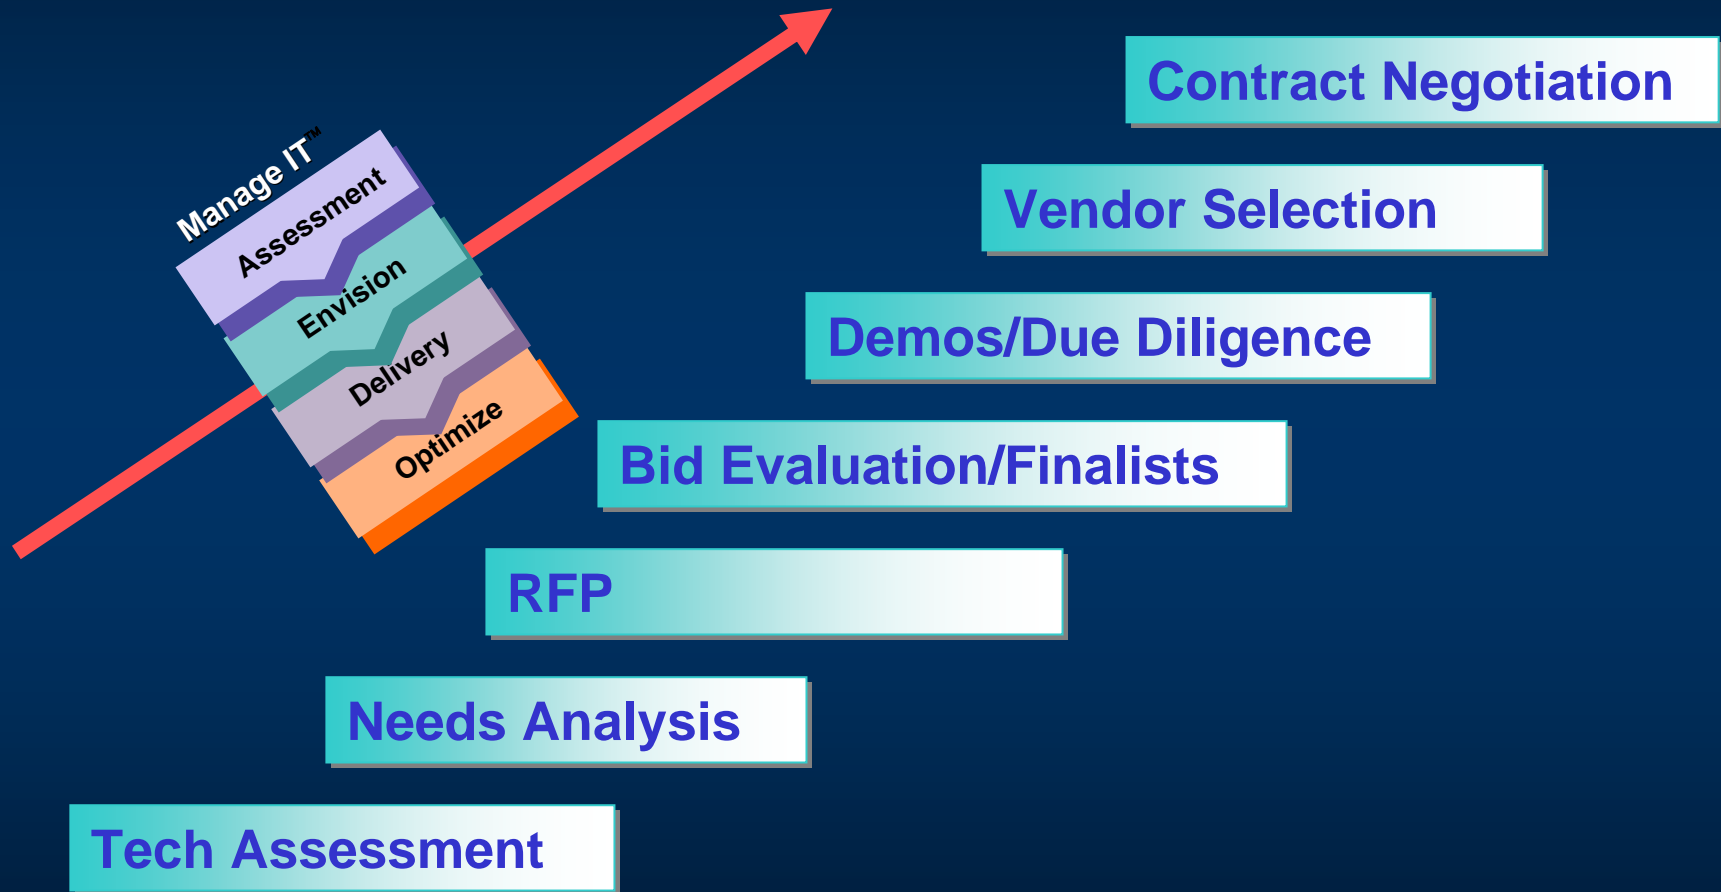 Manage IT™
Assessment
Envision
Delivery
Optimize
Contract Negotiation
Vendor Selection
Demos/Due Diligence
Bid Evaluation/Finalists
RFP
Needs Analysis
Tech Assessment